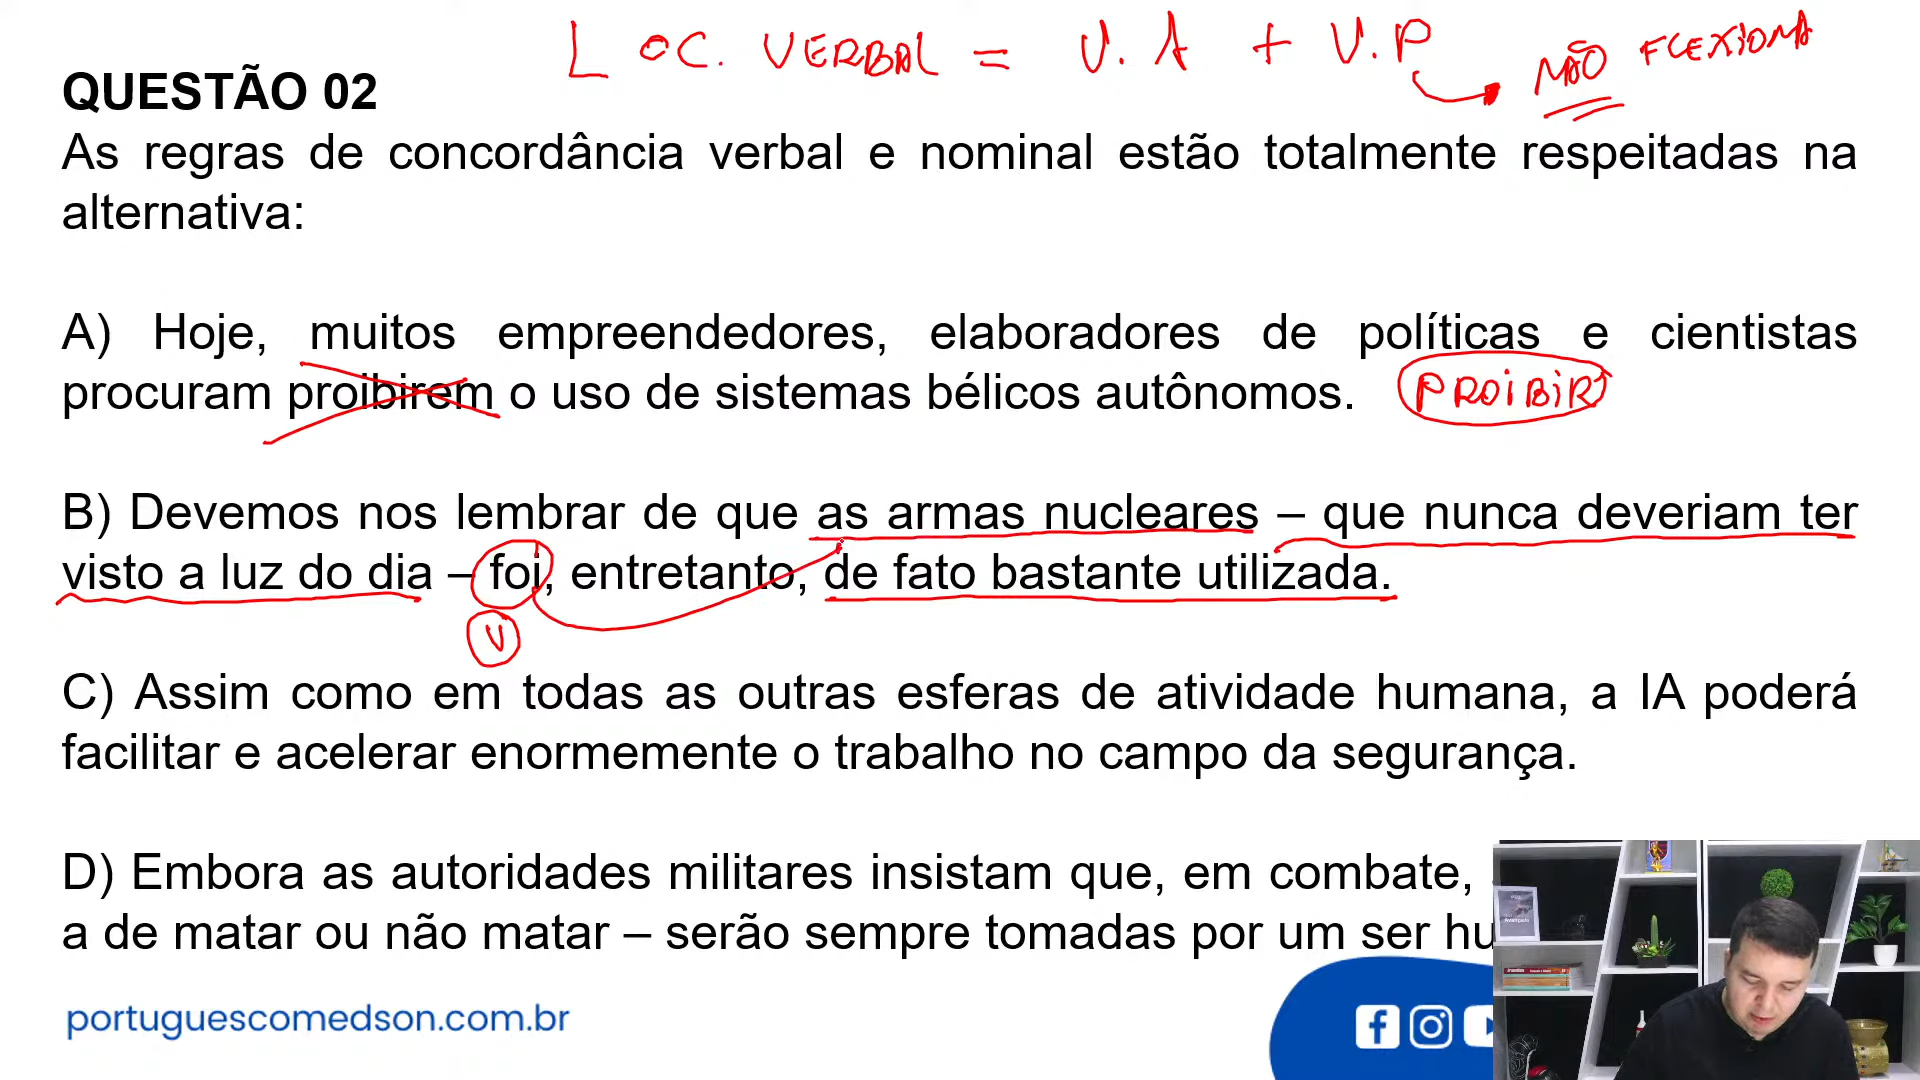 LOC. VERBAL = V. A + V. P
NÃO FLEXIONA
QUESTÃO 02
As regras de concordância verbal e nominal estão totalmente respeitadas na
alternativa:
A) Hoje, muitos empreendedores, elaboradores de políticas e cientistas
procuram proibirem o uso de sistemas bélicos autônomos. PROIBIR
B) Devemos nos lembrar de que as armas nucleares – que nunca deveriam ter
visto a luz do dia – foi, entretanto, de fato bastante utilizada.
V
C) Assim como em todas as outras esferas de atividade humana, a IA poderá
facilitar e acelerar enormemente o trabalho no campo da segurança.
D) Embora as autoridades militares insistam que, em combate,
a de matar ou não matar – serão sempre tomadas por um ser hu
portuguescomedson.com.br